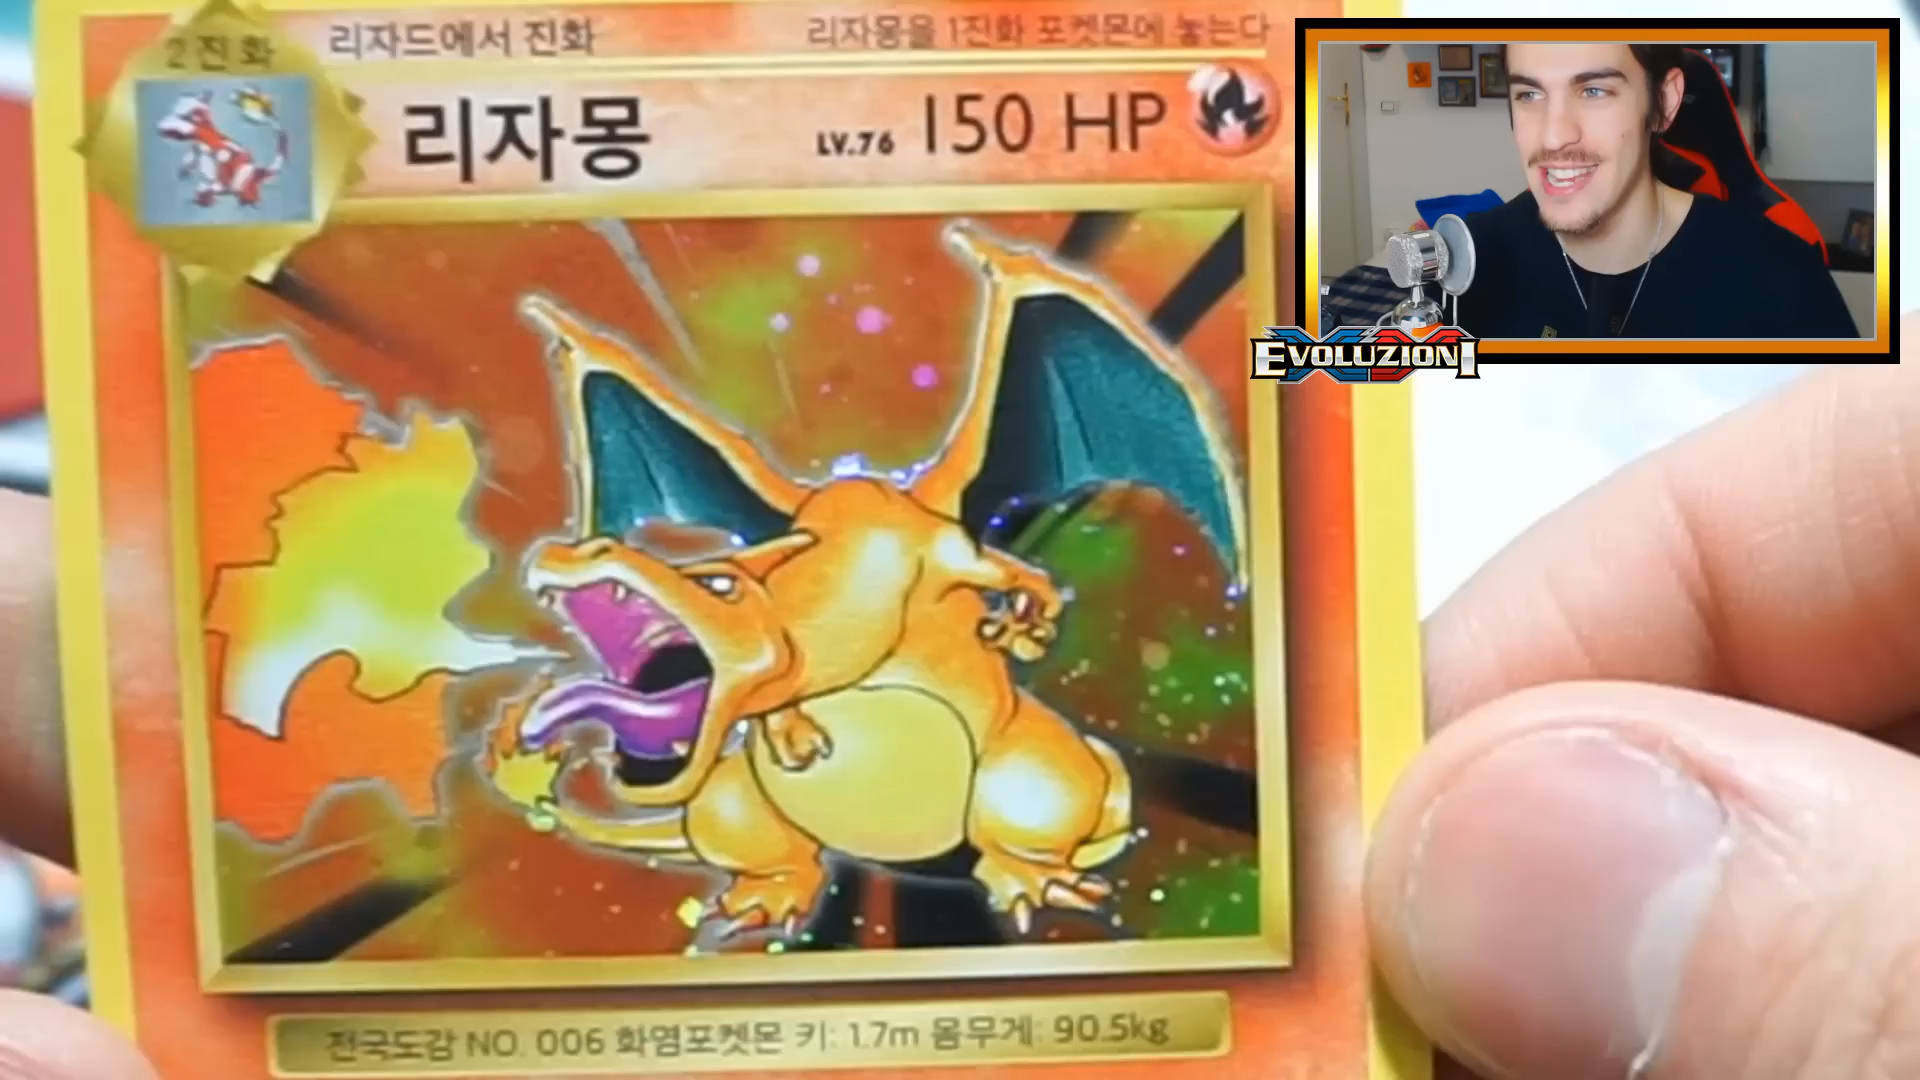 2진화
리자드에서 진화
리자몽을 1진화 포켓몬에 놓는다
리자몽
LV.76 150 HP
XY
EVOLUZIONI
전국도감 NO. 006 화염포켓몬 키: 1.7m 몸무게: 90.5kg